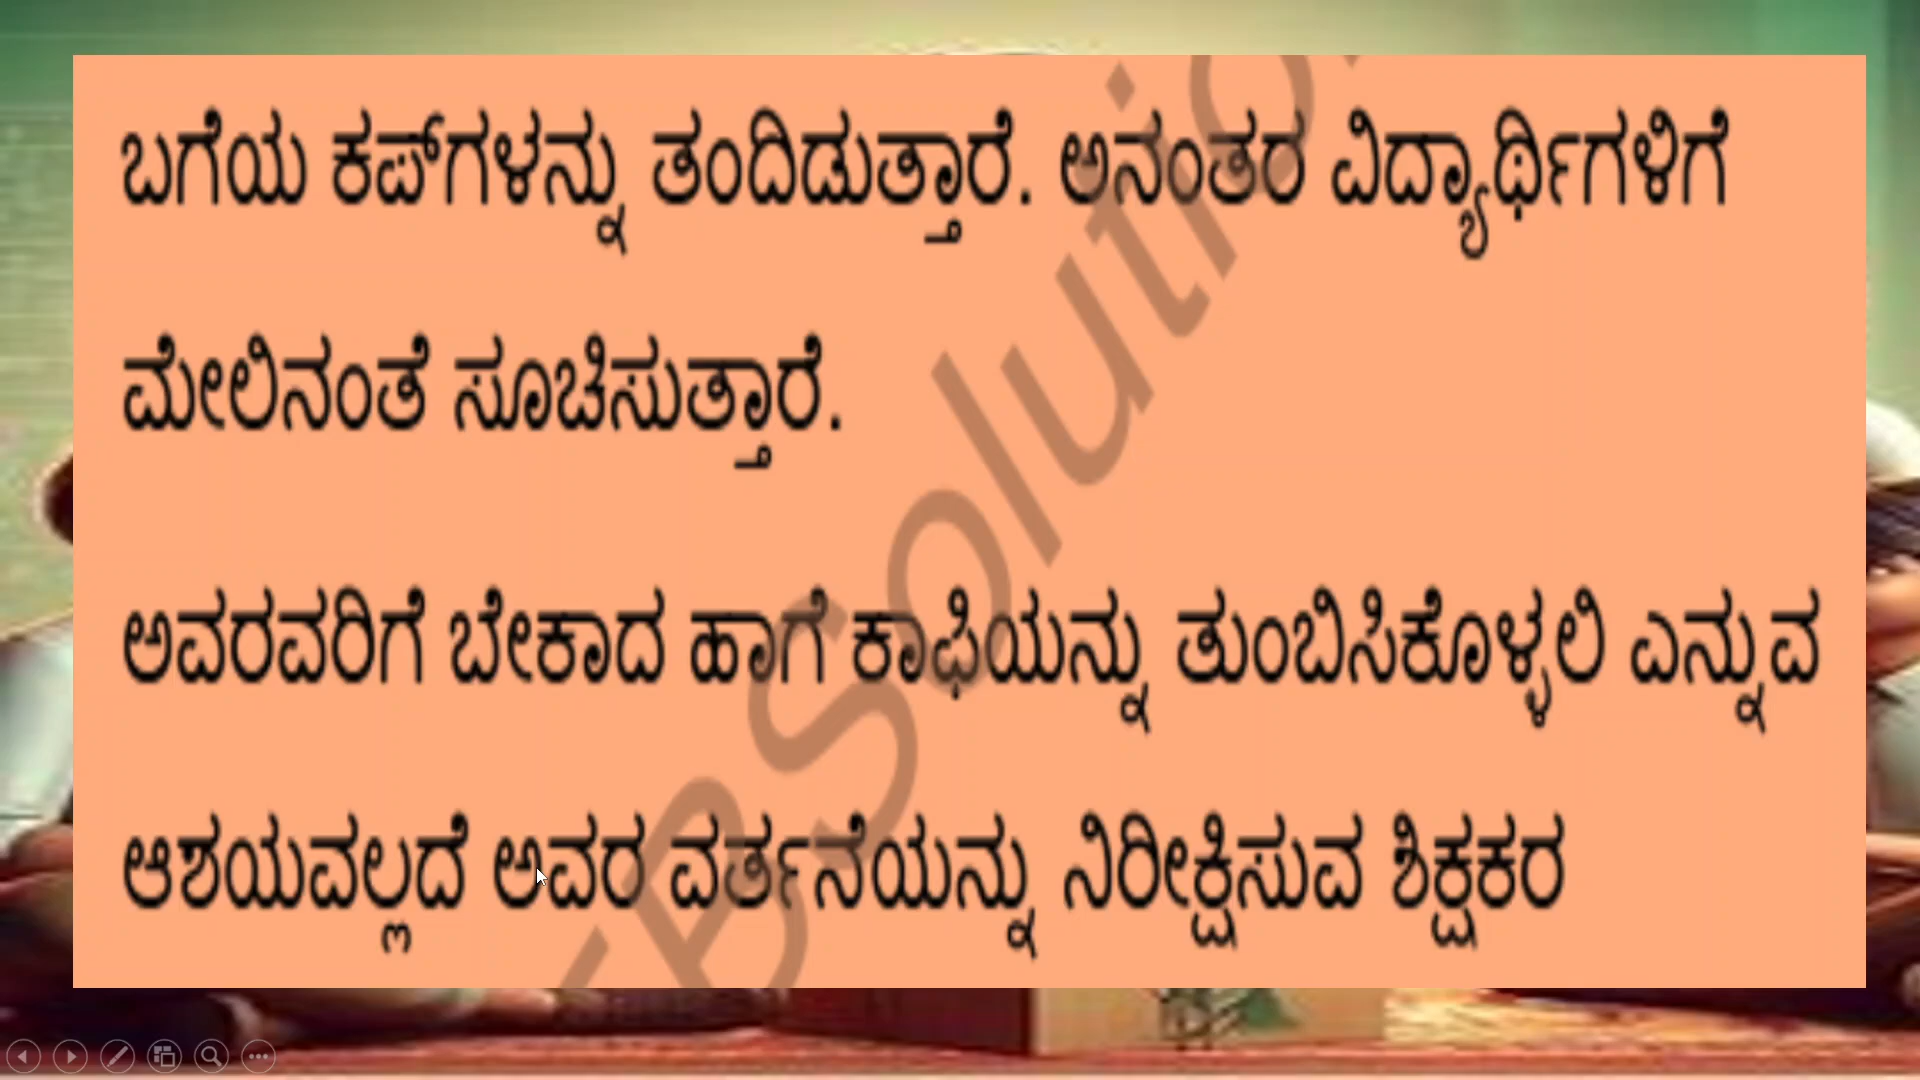 ಬಗೆಯ ಕಪ್‌ಗಳನ್ನು ತಂದಿಡುತ್ತಾರೆ. ಅನಂತರ ವಿದ್ಯಾರ್ಥಿಗಳಿಗೆ
ಮೇಲಿನಂತೆ ಸೂಚಿಸುತ್ತಾರೆ.
ಅವರವರಿಗೆ ಬೇಕಾದ ಹಾಗೆ ಕಾಫಿಯನ್ನು ತುಂಬಿಸಿಕೊಳ್ಳಲಿ ಎನ್ನುವ
ಆಶಯವಲ್ಲದೆ ಅವರ ವರ್ತನೆಯನ್ನು ನಿರೀಕ್ಷಿಸುವ ಶಿಕ್ಷಕರ